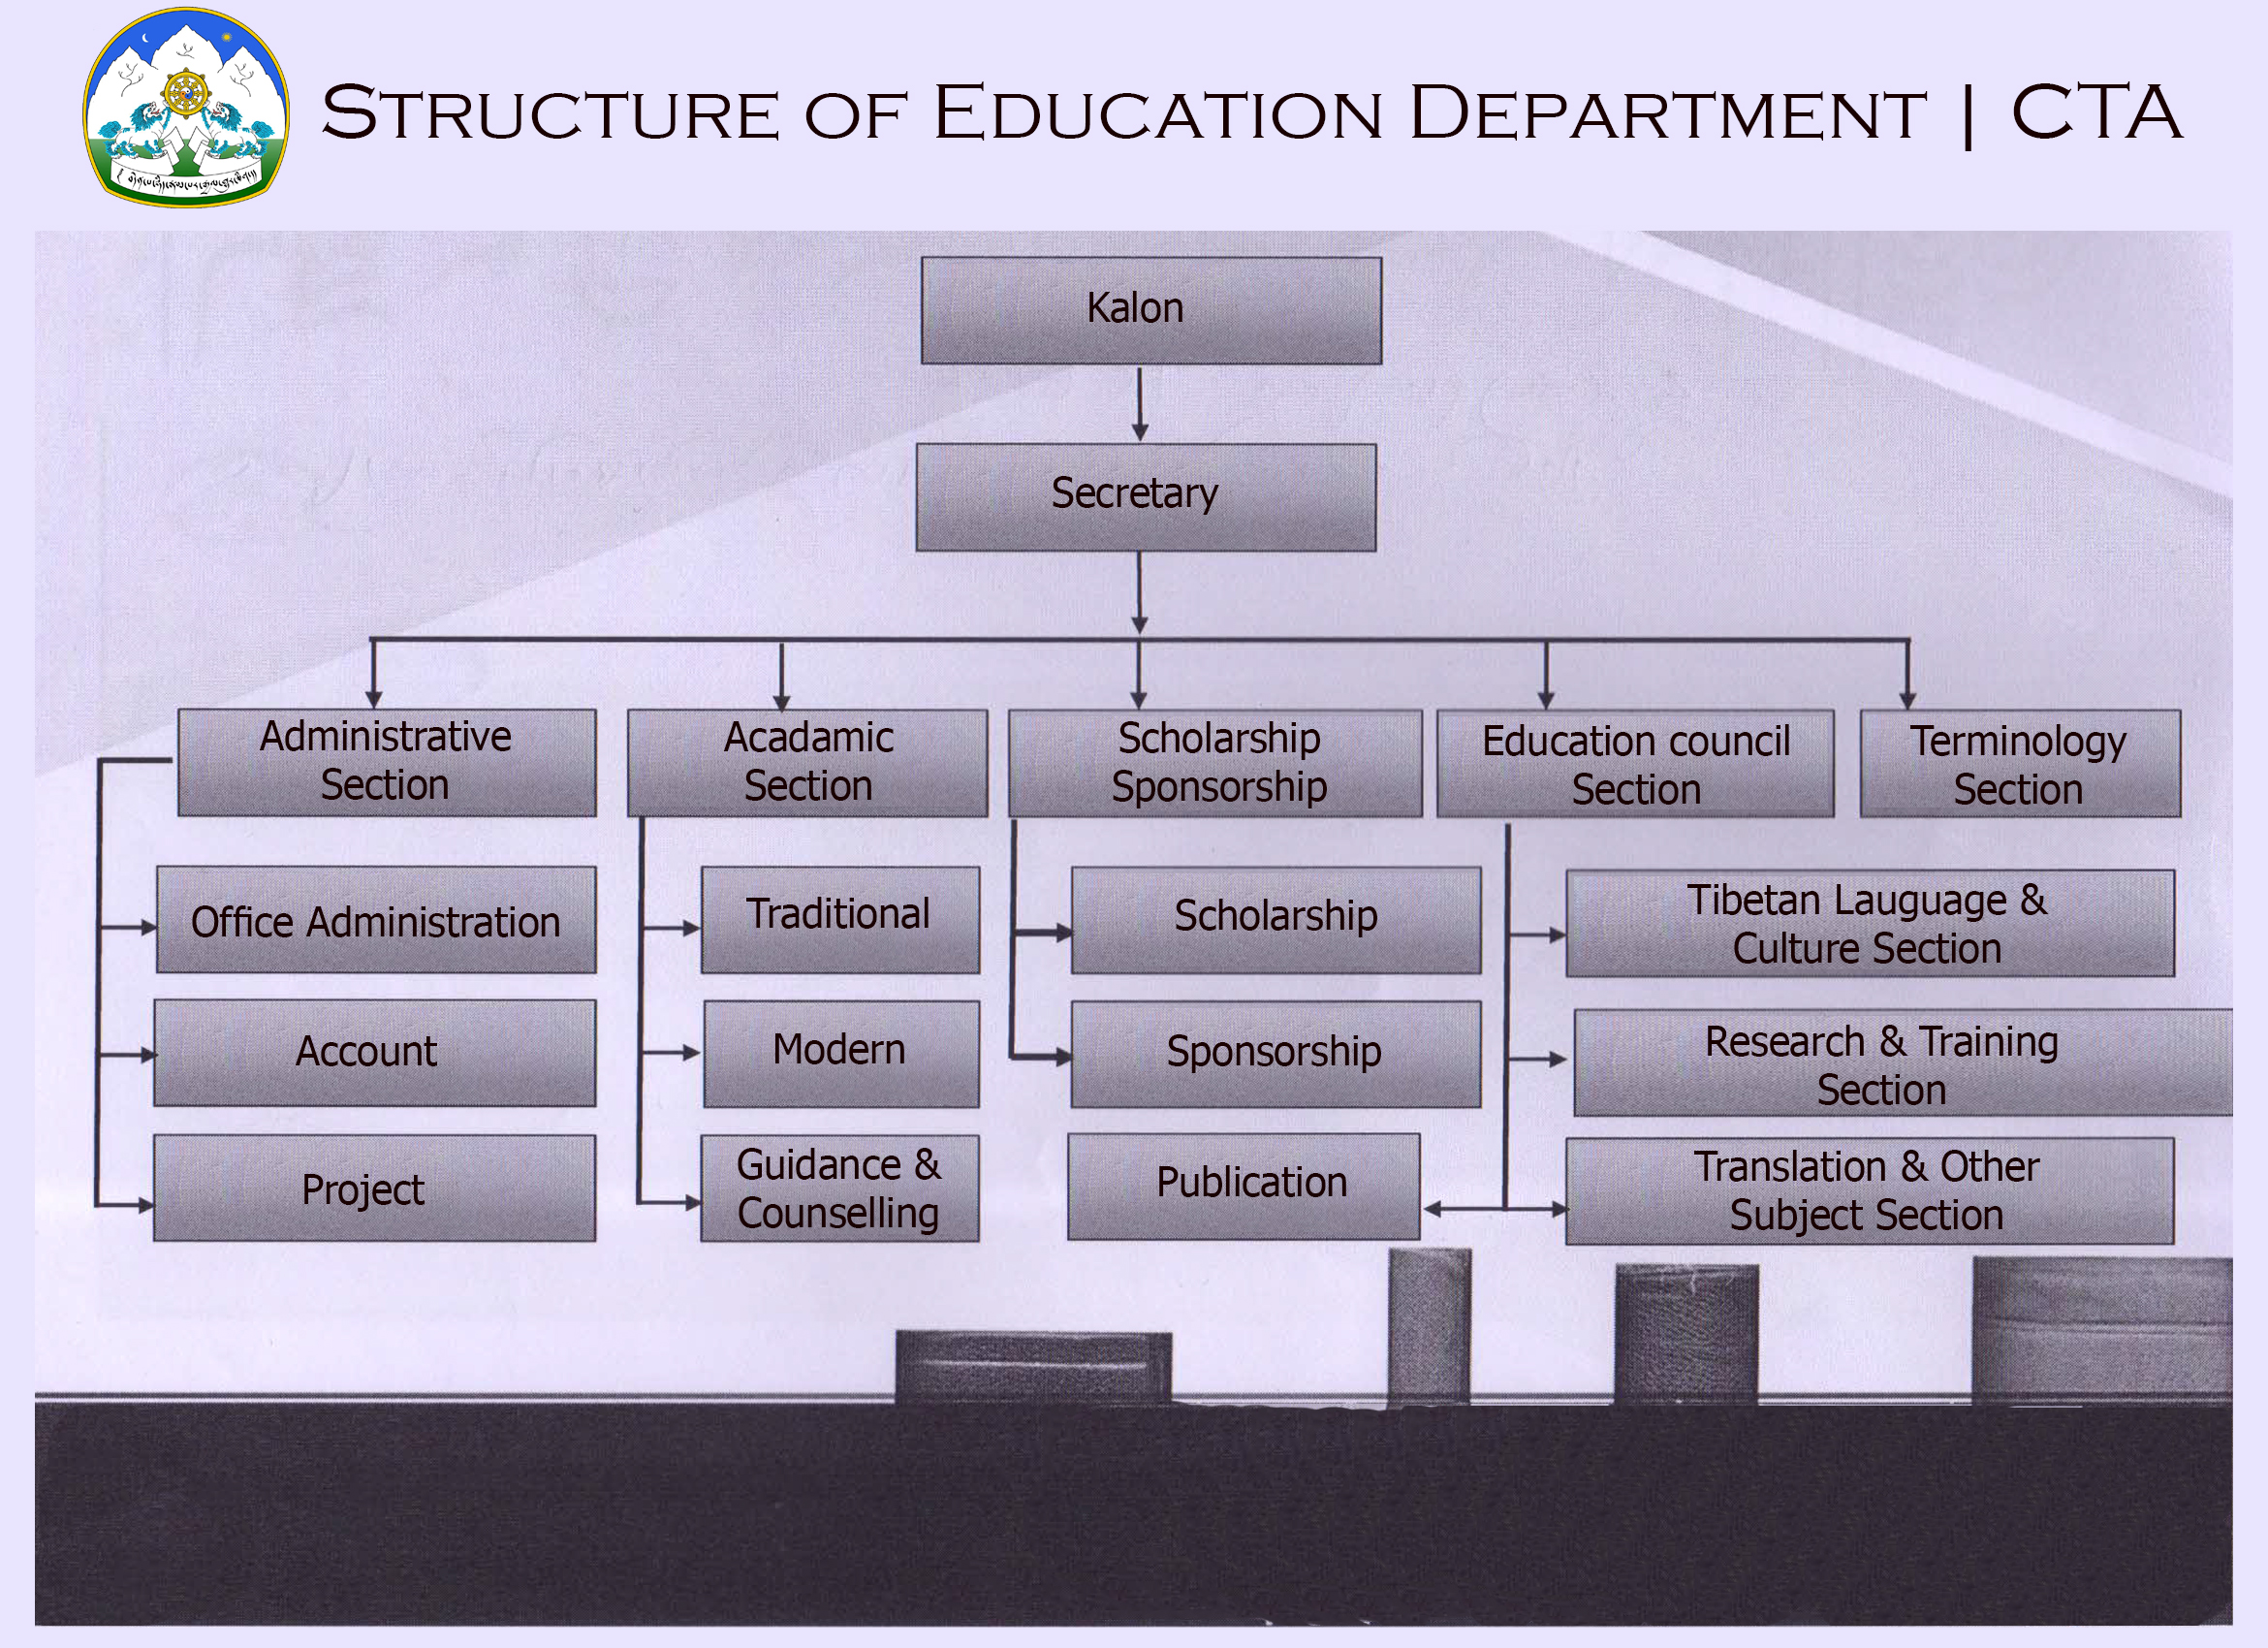 STRUCTURE OF EDUCATION DEPARTMENT | CTA
Kalon
Secretary
Administrative
Section
Acadamic
Section
Scholarship
Sponsorship
Education council
Section
Terminology
Section
Office Administration
Traditional
Scholarship
Tibetan Lauguage &
Culture Section
Account
Modern
Sponsorship
Research & Training
Section
Project
Guidance &
Counselling
Publication
Translation & Other
Subject Section